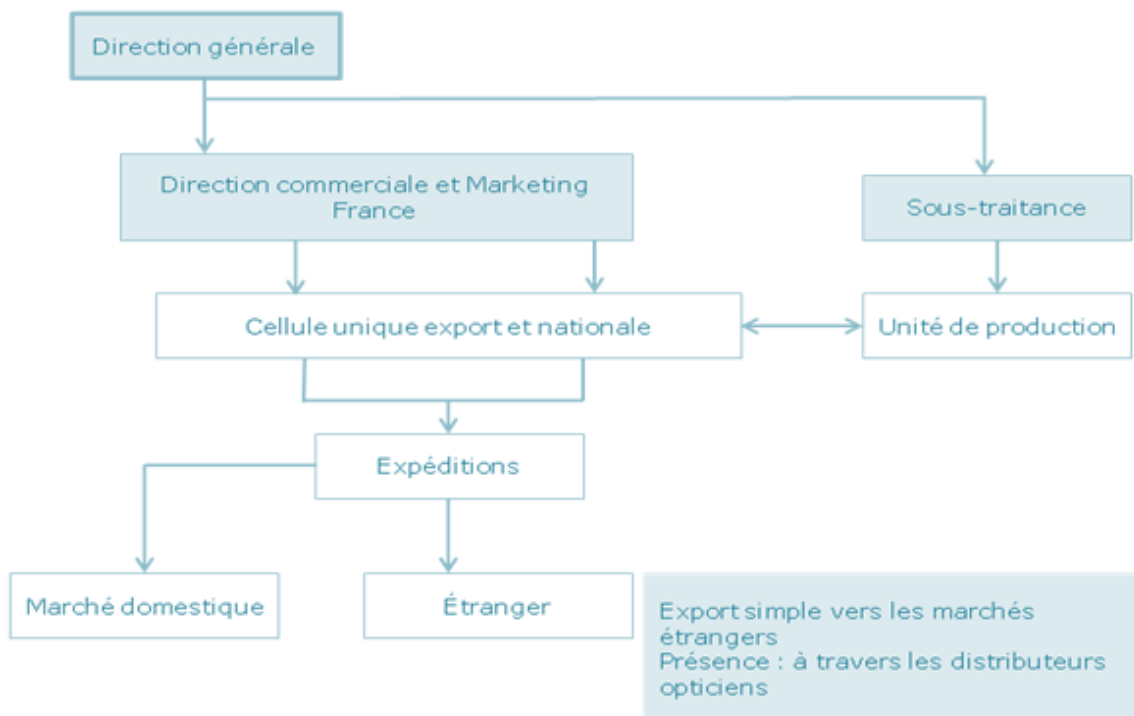 Direction générale
Direction commerciale et Marketing
France
Sous-traitance
Cellule unique export et nationale
Unité de production
Expéditions
Marché domestique
Étranger
Export simple vers les marchés
étrangers
Présence : à travers les distributeurs
opticiens